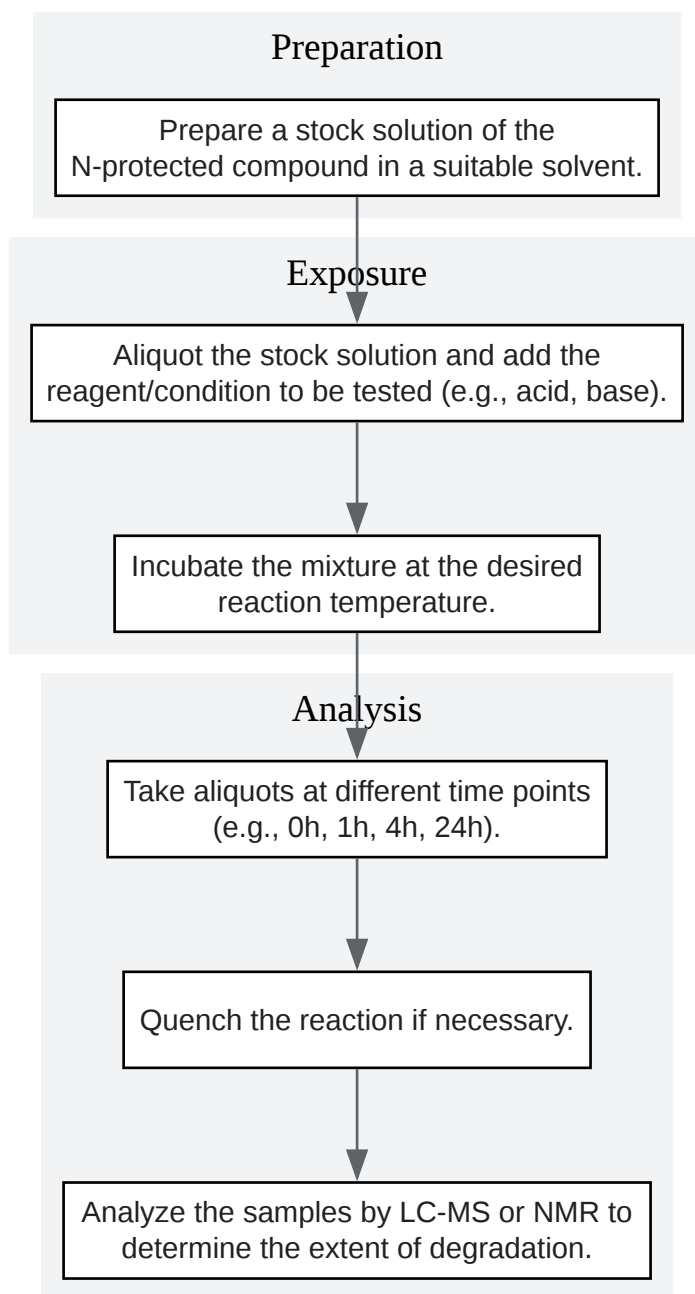 Preparation
Prepare a stock solution of the
N-protected compound in a suitable solvent.
Exposure
Aliquot the stock solution and add the
reagent/condition to be tested (e.g., acid, base).
Incubate the mixture at the desired
reaction temperature.
Analysis
Take aliquots at different time points
(e.g., 0h, 1h, 4h, 24h).
Quench the reaction if necessary.
Analyze the samples by LC-MS or NMR to
determine the extent of degradation.